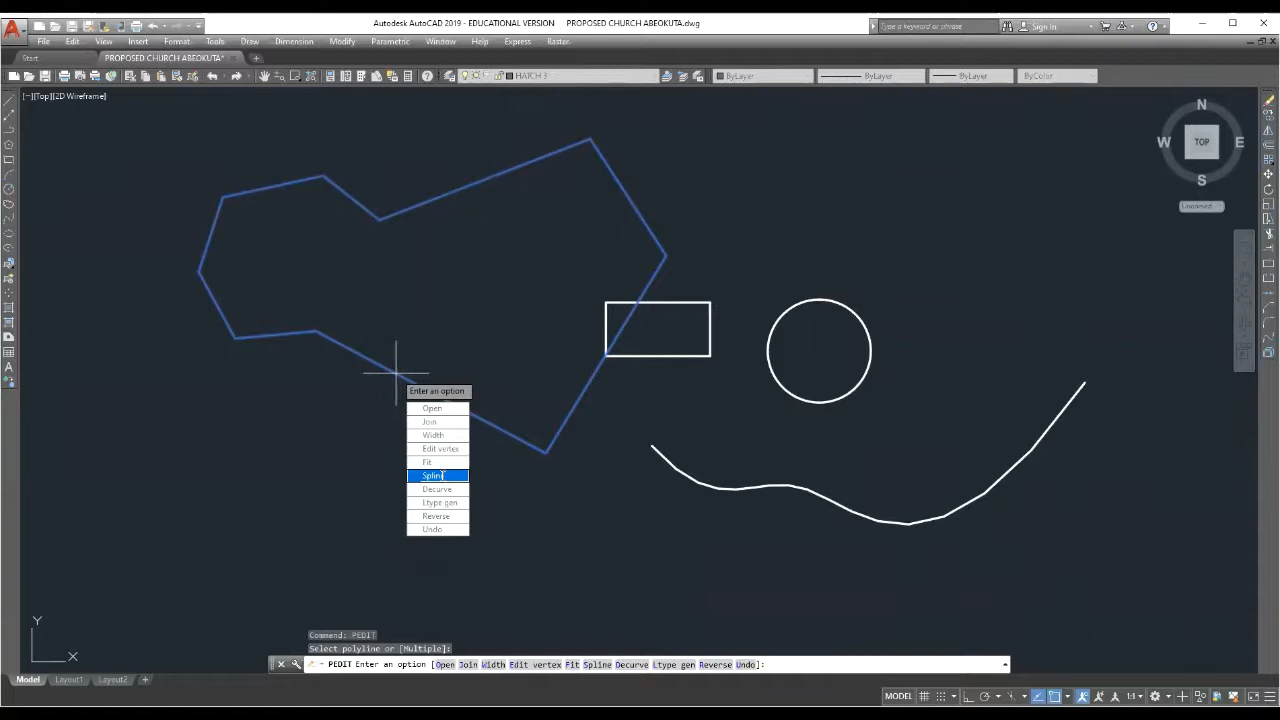 Autodesk AutoCAD 2019 - EDUCATIONAL VERSION PROPOSED CHURCH ABEOKUTA.dwg
Type a keyword or phrase
Sign In
File Edit View Insert Format Tools Draw Dimension Modify Parametric Window Help Express Raster
Start PROPOSED CHURCH ABEOKUTA*
HATCH 3 ByLayer ByLayer ByLayer ByColor
[−][Top][2D Wireframe]
N
W TOP E
S
Unnamed
Enter an option
Open
Join
Width
Edit vertex
Fit
Spline
Decurve
Ltype gen
Reverse
Undo
Y
X
A
Command: PEDIT
Select polyline or [Multiple]:
PEDIT Enter an option [Open Join Width Edit vertex Fit Spline Decurve Ltype gen Reverse Undo]:
Model Layout1 Layout2 +
MODEL 1:1